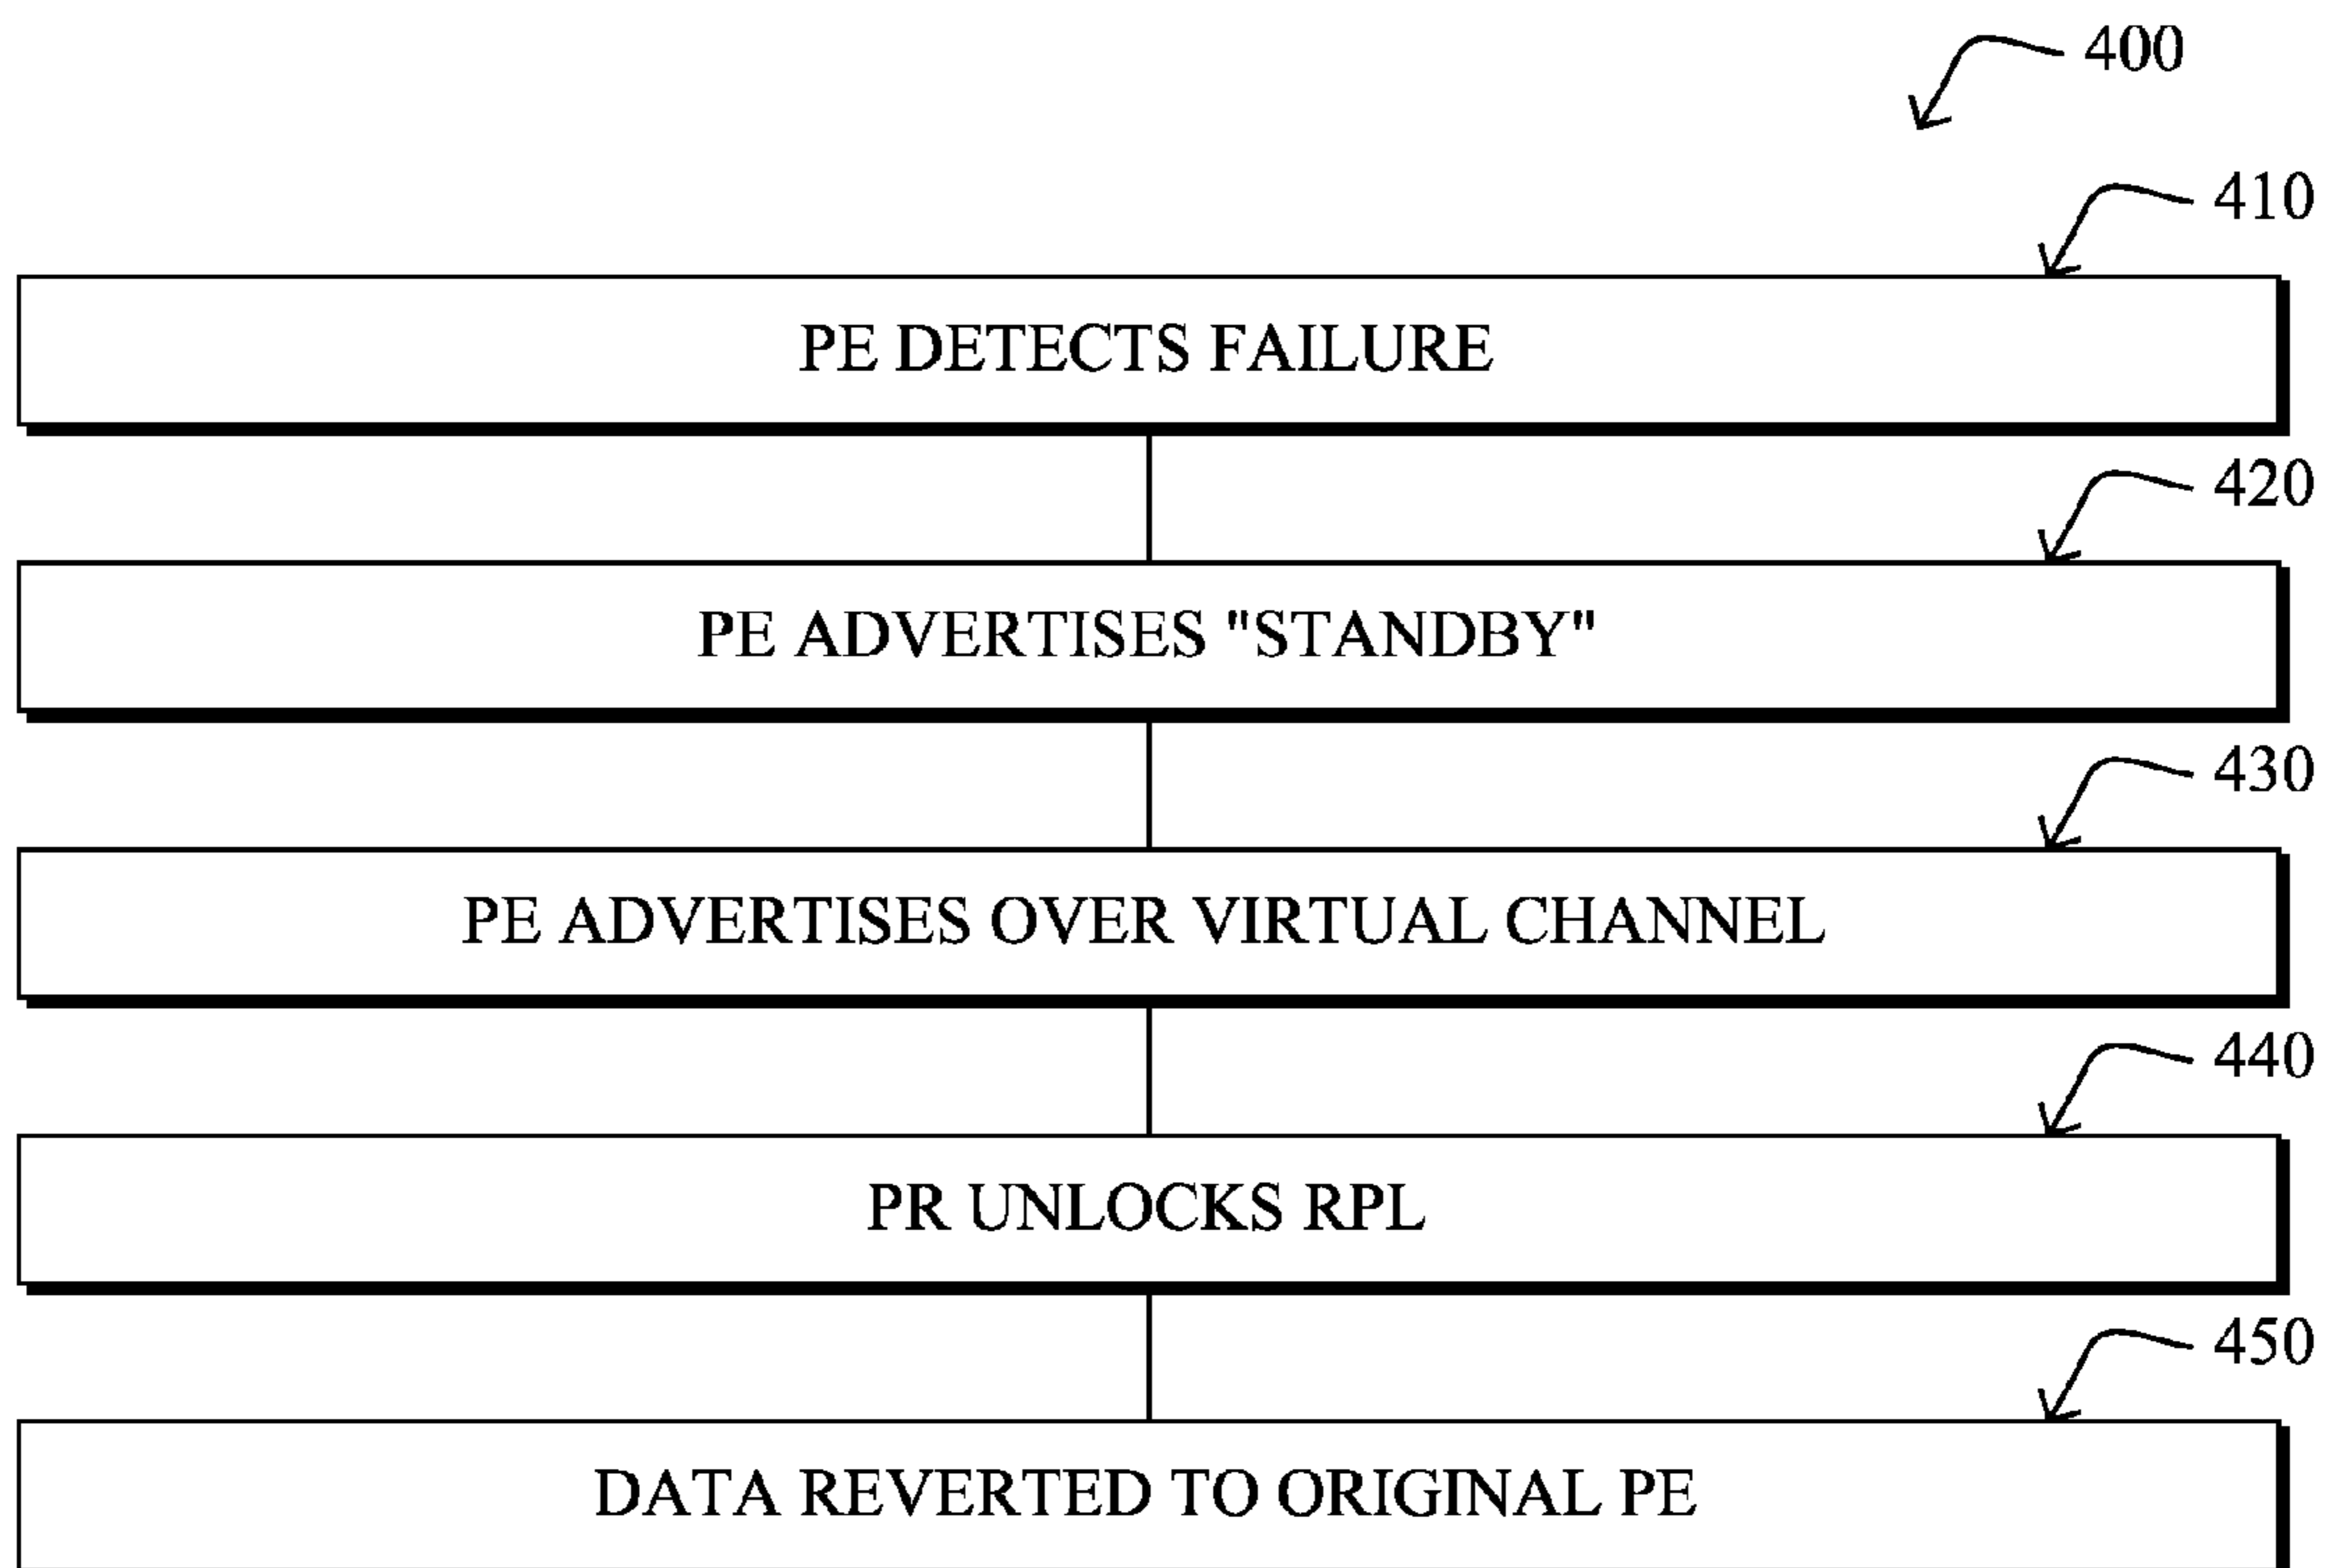 400
410
PE DETECTS FAILURE
420
PE ADVERTISES "STANDBY"
430
PE ADVERTISES OVER VIRTUAL CHANNEL
440
PR UNLOCKS RPL
450
DATA REVERTED TO ORIGINAL PE